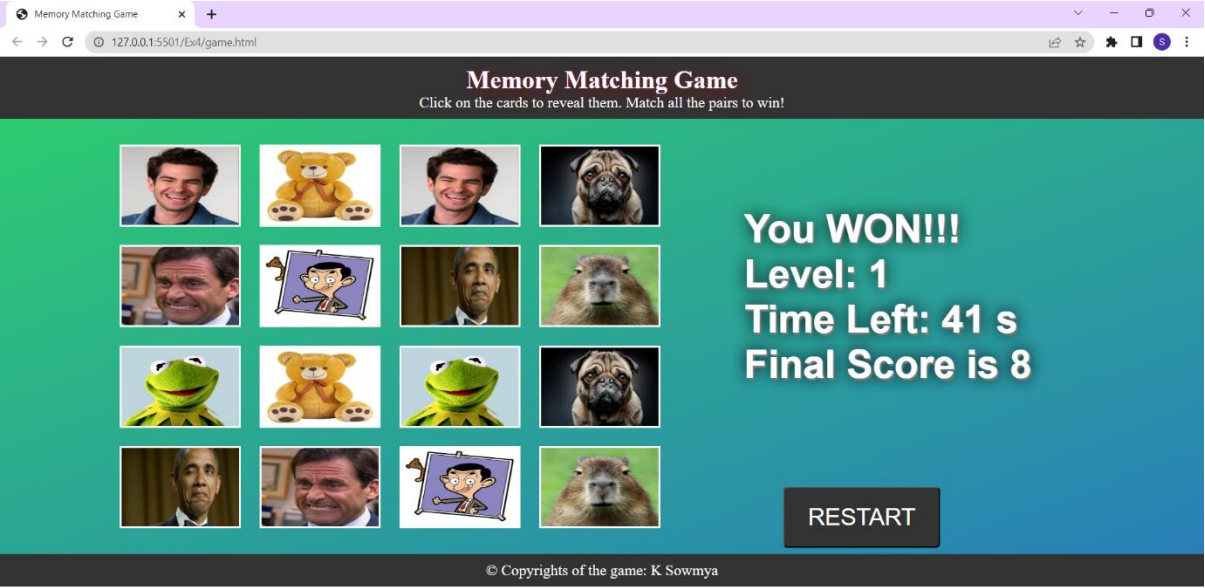 Memory Matching Game
127.0.0.1:5501/Ex4/game.html
S
Memory Matching Game
Click on the cards to reveal them. Match all the pairs to win!
You WON!!!
Level: 1
Time Left: 41 s
Final Score is 8
RESTART
© Copyrights of the game: K Sowmya